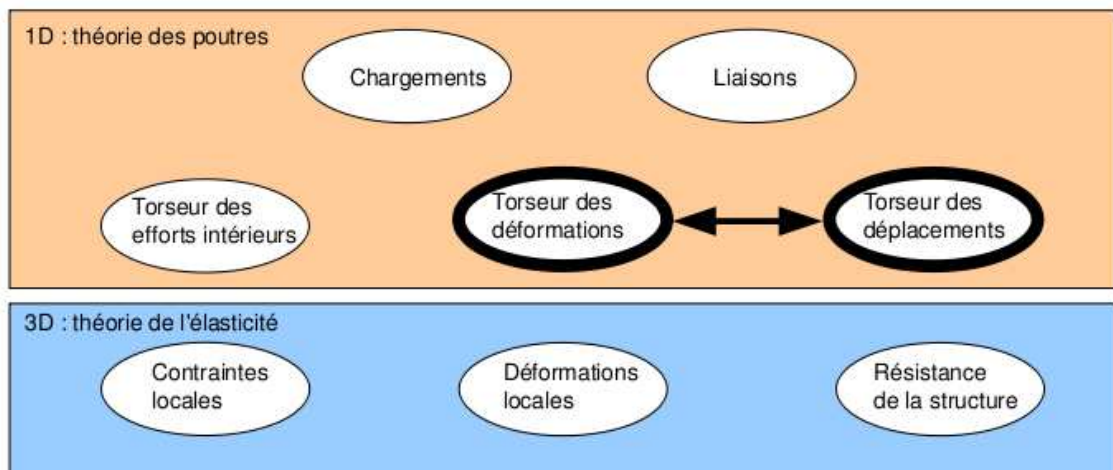 1D : théorie des poutres
Chargements
Liaisons
Torseur des
efforts intérieurs
Torseur des
déformations
Torseur des
déplacements
3D : théorie de l'élasticité
Contraintes
locales
Déformations
locales
Résistance
de la structure